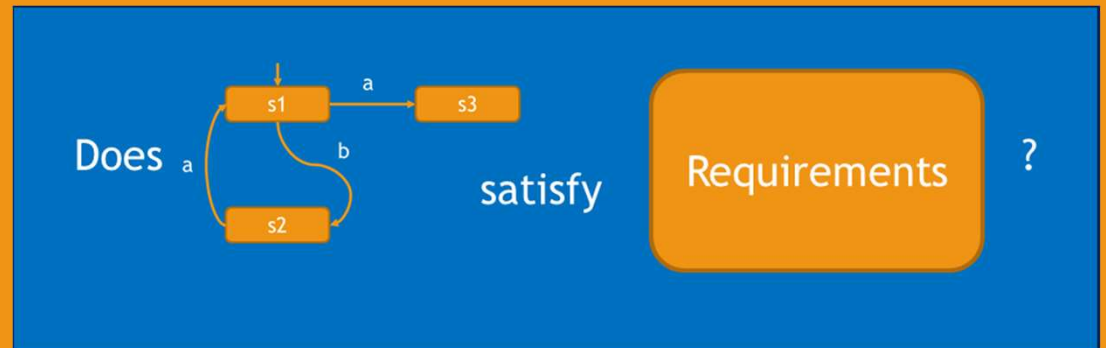 a
s1
s3
Does
a
b
satisfy
Requirements
?
s2